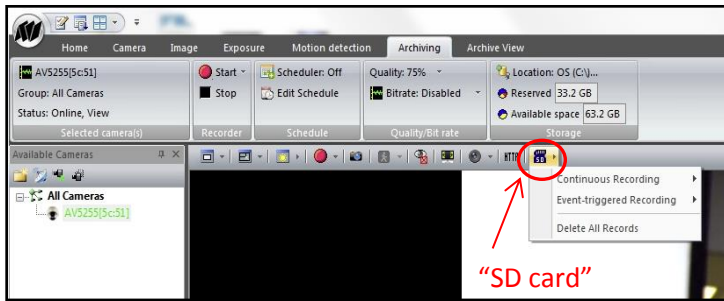 Home Camera Image Exposure Motion detection Archiving Archive View
AV5255[5c:51] Start Scheduler: Off Quality: 75% Location: OS (C:\)...
Group: All Cameras Stop Edit Schedule Bitrate: Disabled Reserved 33.2 GB
Status: Online, View Available space 63.2 GB
Selected camera(s) Recorder Schedule Quality/Bit rate Storage
Available Cameras HTTP SD
All Cameras
AV5255[5c:51]
Continuous Recording
Event-triggered Recording
Delete All Records
“SD card”